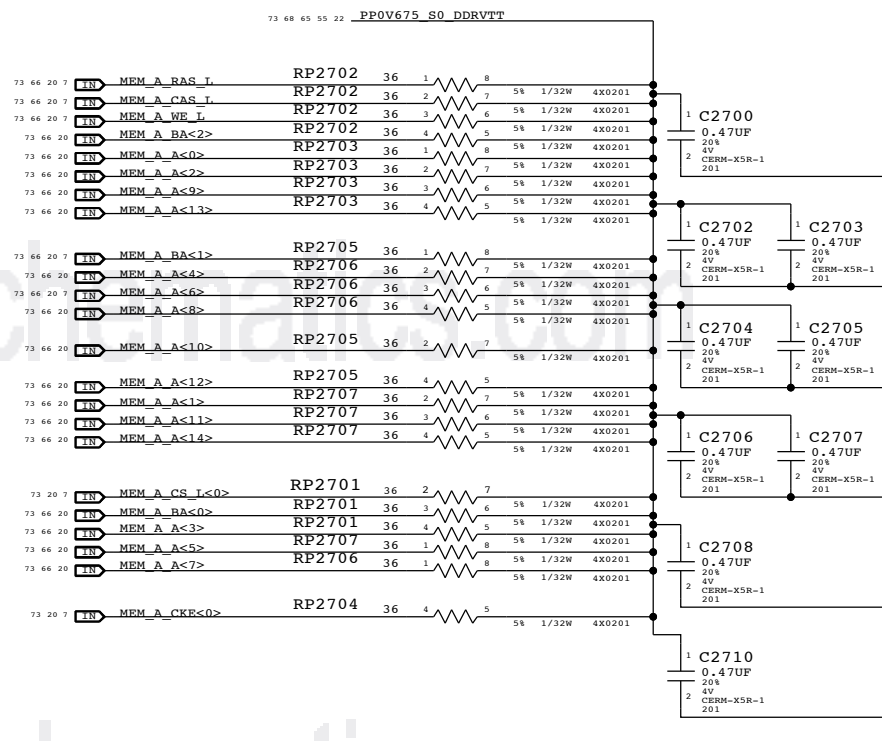 73 68 65 55 22 PP0V675_S0_DDRVTT
73 66 20 7 IN MEM_A_RAS_L RP2702 36 1 8 5% 1/32W 4X0201
73 66 20 7 IN MEM_A_CAS_L RP2702 36 2 7 5% 1/32W 4X0201
73 66 20 7 IN MEM_A_WE_L RP2702 36 3 6 5% 1/32W 4X0201
73 66 20 IN MEM_A_BA<2> RP2702 36 4 5 5% 1/32W 4X0201
73 66 20 IN MEM_A_A<0> RP2703 36 1 8 5% 1/32W 4X0201
73 66 20 IN MEM_A_A<2> RP2703 36 2 7 5% 1/32W 4X0201
73 66 20 IN MEM_A_A<9> RP2703 36 3 6 5% 1/32W 4X0201
73 66 20 IN MEM_A_A<13> RP2703 36 4 5 5% 1/32W 4X0201
73 66 20 7 IN MEM_A_BA<1> RP2705 36 1 8 5% 1/32W 4X0201
73 66 20 IN MEM_A_A<4> RP2706 36 2 7 5% 1/32W 4X0201
73 66 20 7 IN MEM_A_A<6> RP2706 36 3 6 5% 1/32W 4X0201
73 66 20 IN MEM_A_A<8> RP2706 36 4 5 5% 1/32W 4X0201
73 66 20 IN MEM_A_A<10> RP2705 36 2 7 5% 1/32W 4X0201
73 66 20 IN MEM_A_A<12> RP2705 36 4 5 5% 1/32W 4X0201
73 66 20 IN MEM_A_A<1> RP2707 36 2 7 5% 1/32W 4X0201
73 66 20 IN MEM_A_A<11> RP2707 36 3 6 5% 1/32W 4X0201
73 66 20 IN MEM_A_A<14> RP2707 36 4 5 5% 1/32W 4X0201
73 20 7 IN MEM_A_CS_L<0> RP2701 36 2 7 5% 1/32W 4X0201
73 66 20 IN MEM_A_BA<0> RP2701 36 3 6 5% 1/32W 4X0201
73 66 20 IN MEM_A_A<3> RP2701 36 4 5 5% 1/32W 4X0201
73 66 20 IN MEM_A_A<5> RP2707 36 1 8 5% 1/32W 4X0201
73 66 20 IN MEM_A_A<7> RP2706 36 1 8 5% 1/32W 4X0201
73 20 7 IN MEM_A_CKE<0> RP2704 36 4 5 5% 1/32W 4X0201
1 C2700
0.47UF
20%
4V
2 CERM-X5R-1
201
1 C2702 1 C2703
0.47UF 0.47UF
20% 20%
4V 4V
2 CERM-X5R-1 2 CERM-X5R-1
201 201
1 C2704 1 C2705
0.47UF 0.47UF
20% 20%
4V 4V
2 CERM-X5R-1 2 CERM-X5R-1
201 201
1 C2706 1 C2707
0.47UF 0.47UF
20% 20%
4V 4V
2 CERM-X5R-1 2 CERM-X5R-1
201 201
1 C2708
0.47UF
20%
4V
2 CERM-X5R-1
201
1 C2710
0.47UF
20%
4V
2 CERM-X5R-1
201
chematics.com